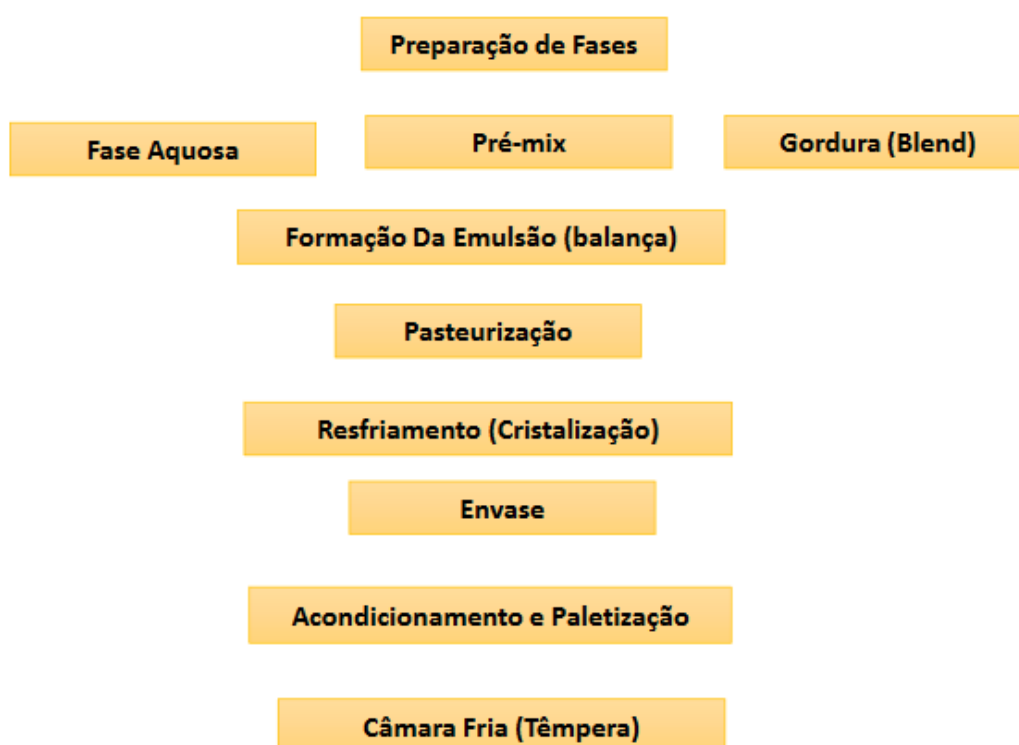 Preparação de Fases
Fase Aquosa
Pré-mix
Gordura (Blend)
Formação Da Emulsão (balança)
Pasteurização
Resfriamento (Cristalização)
Envase
Acondicionamento e Paletização
Câmara Fria (Têmpera)